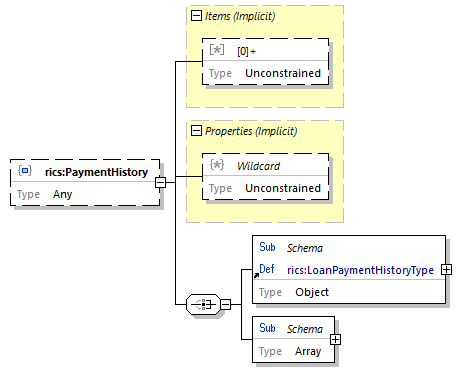 Items (Implicit)
[*] [0]+
Type Unconstrained
Properties (Implicit)
{*} Wildcard
Type Unconstrained
rics:PaymentHistory
Type Any
Sub Schema
Def rics:LoanPaymentHistoryType
Type Object
Sub Schema
Type Array